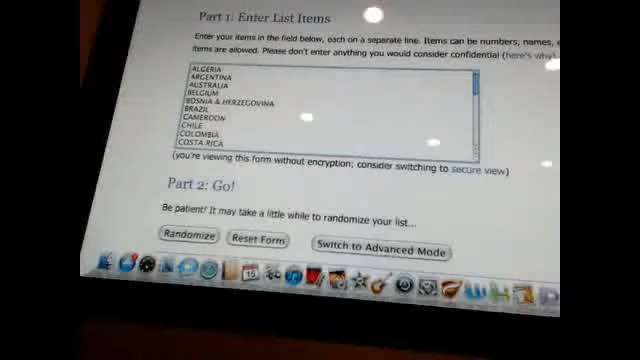 Part 1: Enter List Items
Enter your items in the field below, each on a separate line. Items can be numbers, names, e
items are allowed. Please don't enter anything you would consider confidential (here's why).
ALGERIA
ARGENTINA
AUSTRALIA
BELGIUM
BOSNIA & HERZEGOVINA
BRAZIL
CAMEROON
CHILE
COLOMBIA
COSTA RICA
(you're viewing this form without encryption; consider switching to secure view)
Part 2: Go!
Be patient! It may take a little while to randomize your list...
Randomize Reset Form Switch to Advanced Mode
15